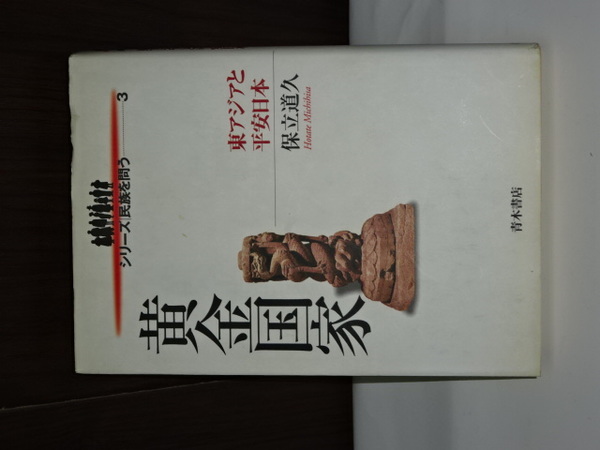 シリーズ民族を問う 3
黄金国家
東アジアと
平安日本
保立道久
Hotate Michihisa
青木書店